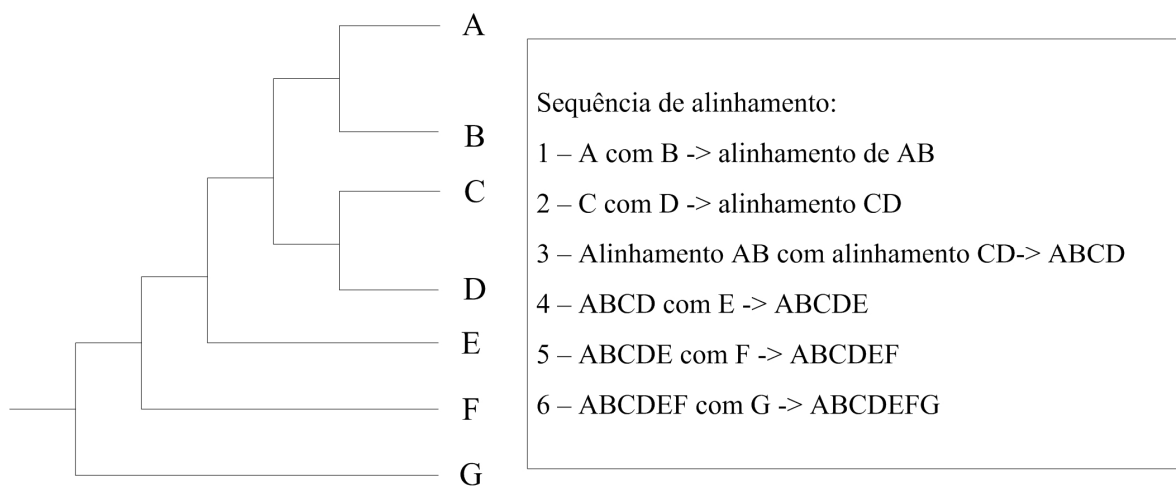 A
B
C
D
E
F
G
Sequência de alinhamento:
1 – A com B -> alinhamento de AB
2 – C com D -> alinhamento CD
3 – Alinhamento AB com alinhamento CD-> ABCD
4 – ABCD com E -> ABCDE
5 – ABCDE com F -> ABCDEF
6 – ABCDEF com G -> ABCDEFG